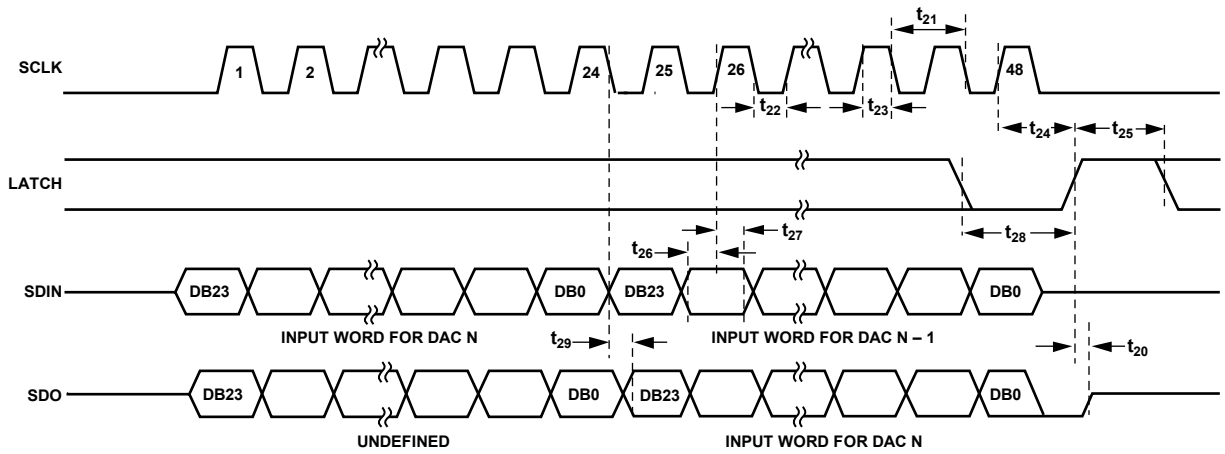 t21
SCLK
1
2
24
25
26
48
t22
t23
t24
t25
LATCH
t28
t26
t27
SDIN
DB23
DB0
DB23
DB0
INPUT WORD FOR DAC N
INPUT WORD FOR DAC N – 1
t29
t20
SDO
DB23
DB0
DB23
DB0
UNDEFINED
INPUT WORD FOR DAC N